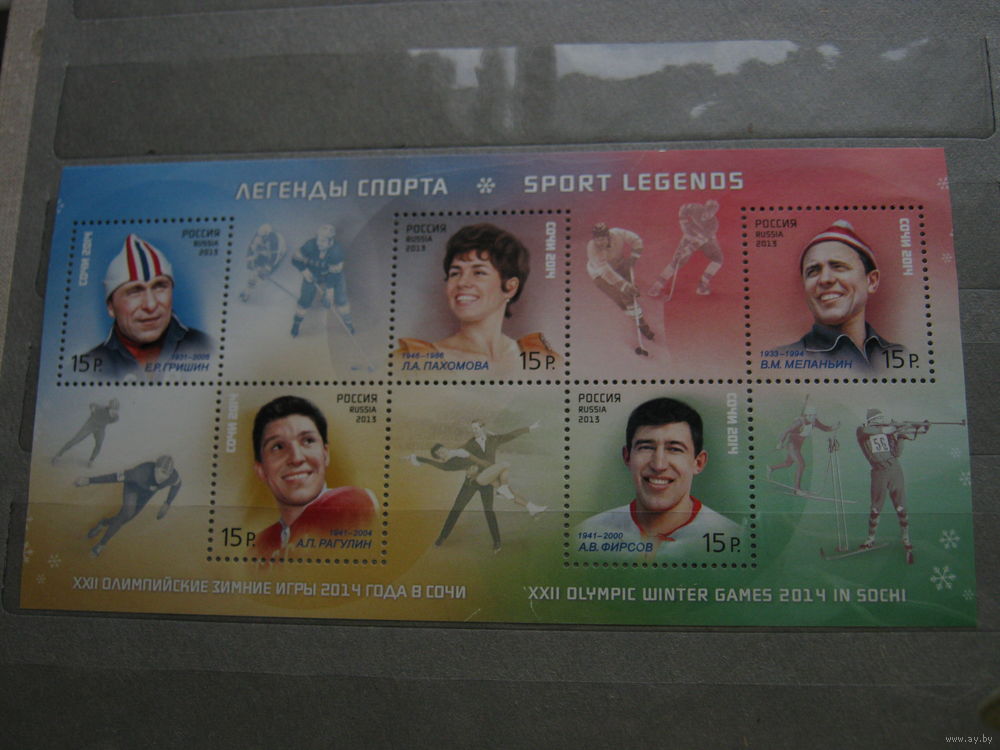 ЛЕГЕНДЫ СПОРТА SPORT LEGENDS
СОЧИ 2014
РОССИЯ
RUSSIA
2013
15 Р.
1931–2005
Е.Р. ГРИШИН
РОССИЯ
RUSSIA
2013
СОЧИ 2014
1946–1986
Л.А. ПАХОМОВА
15 Р.
РОССИЯ
RUSSIA
2013
СОЧИ 2014
1933–1994
В.М. МЕЛАНЬИН
15 Р.
СОЧИ 2014
РОССИЯ
RUSSIA
2013
15 Р.
1941–2004
А.П. РАГУЛИН
РОССИЯ
RUSSIA
2013
СОЧИ 2014
1941–2000
А.В. ФИРСОВ
15 Р.
56
XXII ОЛИМПИЙСКИЕ ЗИМНИЕ ИГРЫ 2014 ГОДА В СОЧИ
XXII OLYMPIC WINTER GAMES 2014 IN SOCHI
www.ay.by